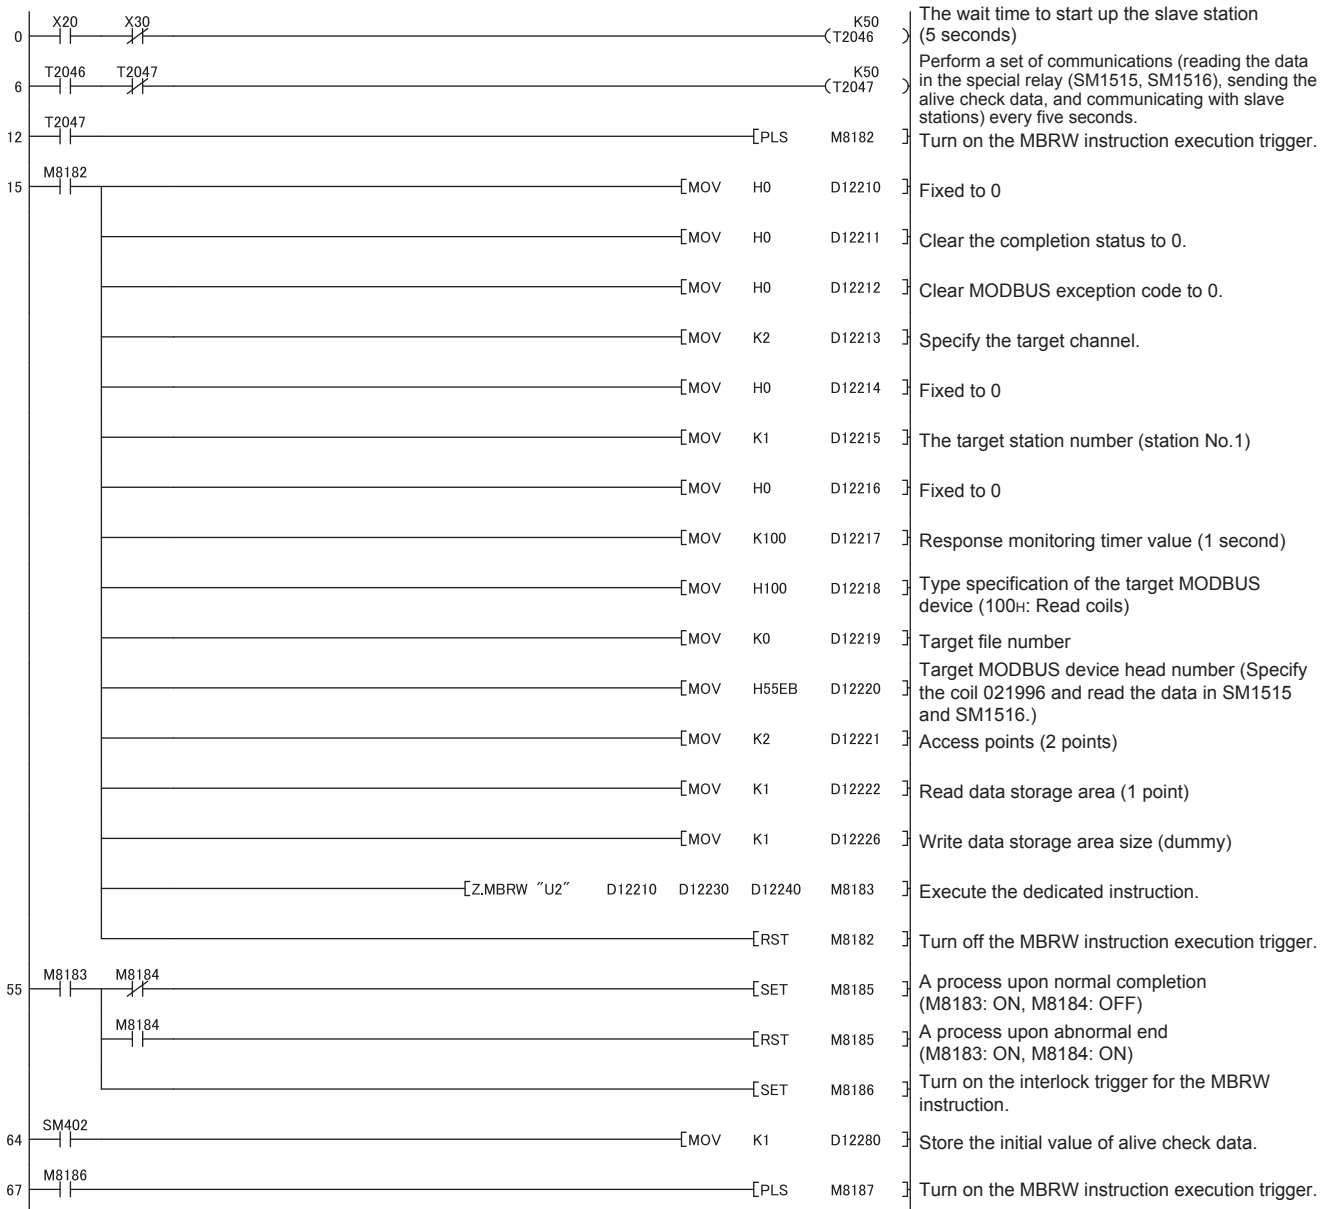 X20 X30 K50
0 (T2046 )
The wait time to start up the slave station
(5 seconds)
T2046 T2047 K50
6 (T2047 )
Perform a set of communications (reading the data
in the special relay (SM1515, SM1516), sending the
alive check data, and communicating with slave
stations) every five seconds.
T2047
12 [PLS M8182 ] Turn on the MBRW instruction execution trigger.
M8182
15 [MOV H0 D12210 ] Fixed to 0
[MOV H0 D12211 ] Clear the completion status to 0.
[MOV H0 D12212 ] Clear MODBUS exception code to 0.
[MOV K2 D12213 ] Specify the target channel.
[MOV H0 D12214 ] Fixed to 0
[MOV K1 D12215 ] The target station number (station No.1)
[MOV H0 D12216 ] Fixed to 0
[MOV K100 D12217 ] Response monitoring timer value (1 second)
[MOV H100 D12218 ] Type specification of the target MODBUS
device (100H: Read coils)
[MOV K0 D12219 ] Target file number
[MOV H55EB D12220 ] Target MODBUS device head number (Specify
the coil 021996 and read the data in SM1515
and SM1516.)
[MOV K2 D12221 ] Access points (2 points)
[MOV K1 D12222 ] Read data storage area (1 point)
[MOV K1 D12226 ] Write data storage area size (dummy)
[Z.MBRW "U2" D12210 D12230 D12240 M8183 ] Execute the dedicated instruction.
[RST M8182 ] Turn off the MBRW instruction execution trigger.
M8183 M8184
55 [SET M8185 ] A process upon normal completion
(M8183: ON, M8184: OFF)
M8184
[RST M8185 ] A process upon abnormal end
(M8183: ON, M8184: ON)
[SET M8186 ] Turn on the interlock trigger for the MBRW
instruction.
SM402
64 [MOV K1 D12280 ] Store the initial value of alive check data.
M8186
67 [PLS M8187 ] Turn on the MBRW instruction execution trigger.